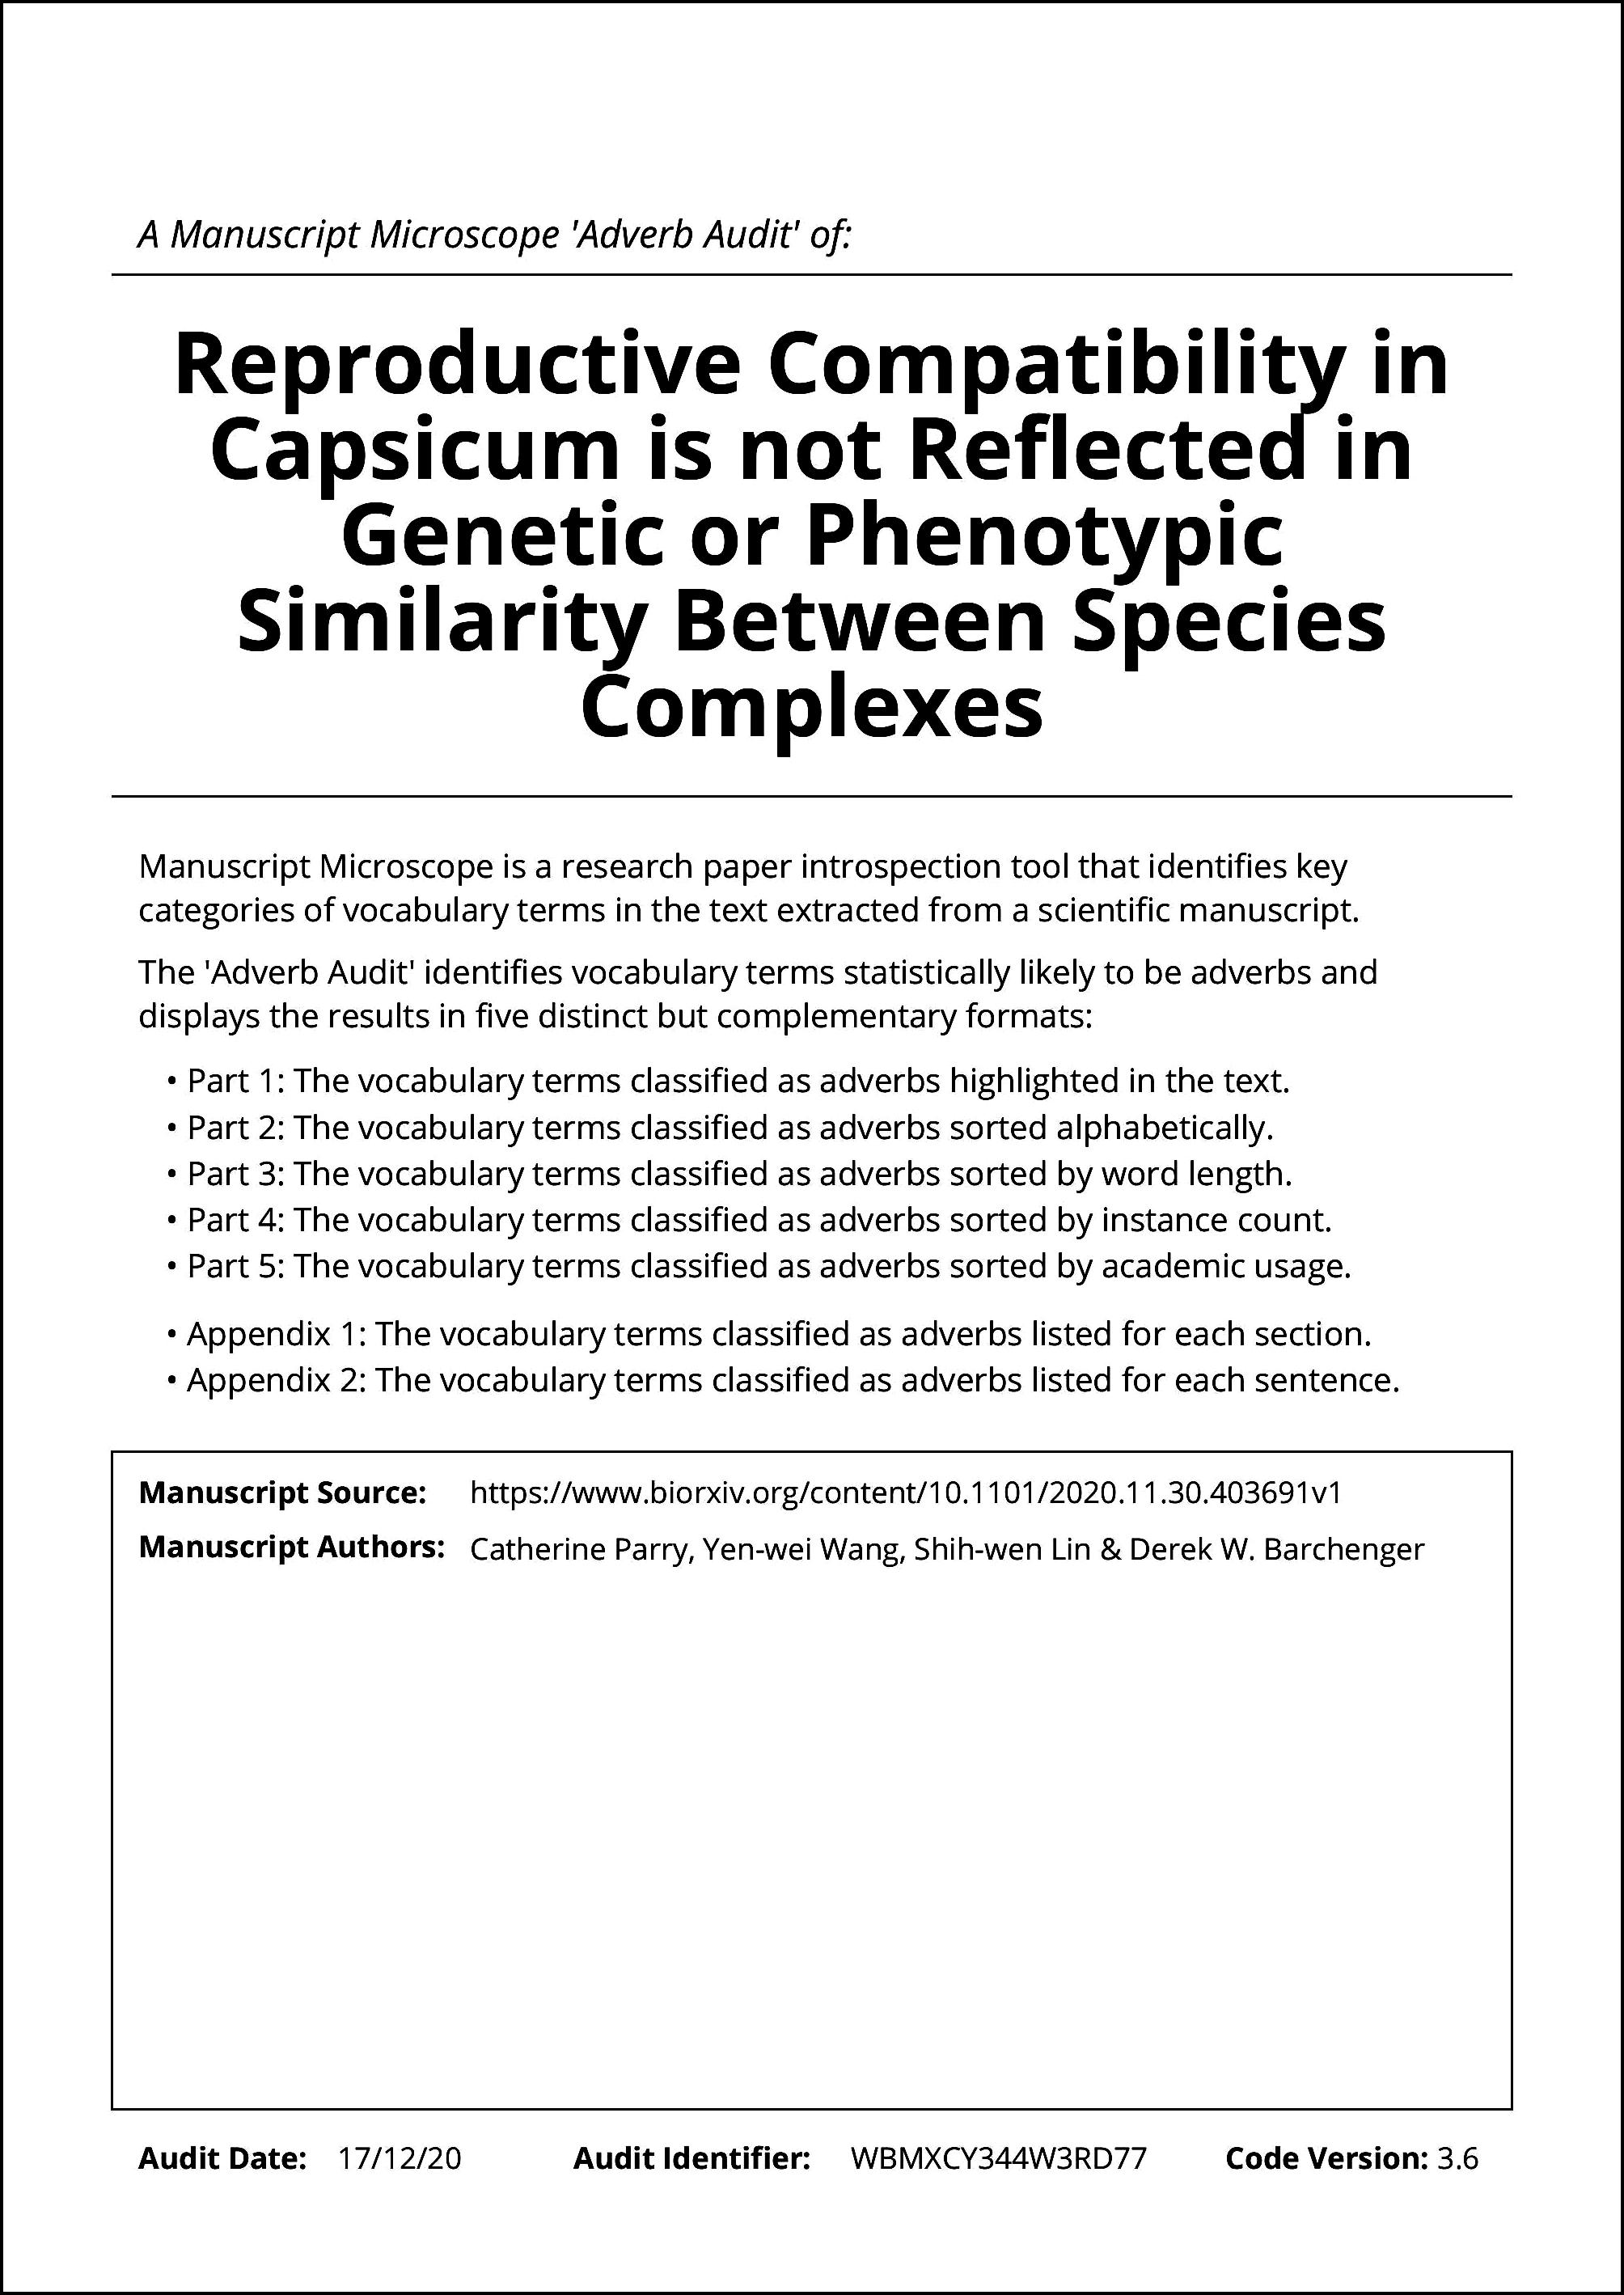 A Manuscript Microscope 'Adverb Audit' of:
Reproductive Compatibility in
Capsicum is not Reflected in
Genetic or Phenotypic
Similarity Between Species
Complexes
Manuscript Microscope is a research paper introspection tool that identifies key
categories of vocabulary terms in the text extracted from a scientific manuscript.
The 'Adverb Audit' identifies vocabulary terms statistically likely to be adverbs and
displays the results in five distinct but complementary formats:
• Part 1: The vocabulary terms classified as adverbs highlighted in the text.
• Part 2: The vocabulary terms classified as adverbs sorted alphabetically.
• Part 3: The vocabulary terms classified as adverbs sorted by word length.
• Part 4: The vocabulary terms classified as adverbs sorted by instance count.
• Part 5: The vocabulary terms classified as adverbs sorted by academic usage.
• Appendix 1: The vocabulary terms classified as adverbs listed for each section.
• Appendix 2: The vocabulary terms classified as adverbs listed for each sentence.
Manuscript Source: https://www.biorxiv.org/content/10.1101/2020.11.30.403691v1
Manuscript Authors: Catherine Parry, Yen-wei Wang, Shih-wen Lin & Derek W. Barchenger
Audit Date: 17/12/20 Audit Identifier: WBMXCY344W3RD77 Code Version: 3.6